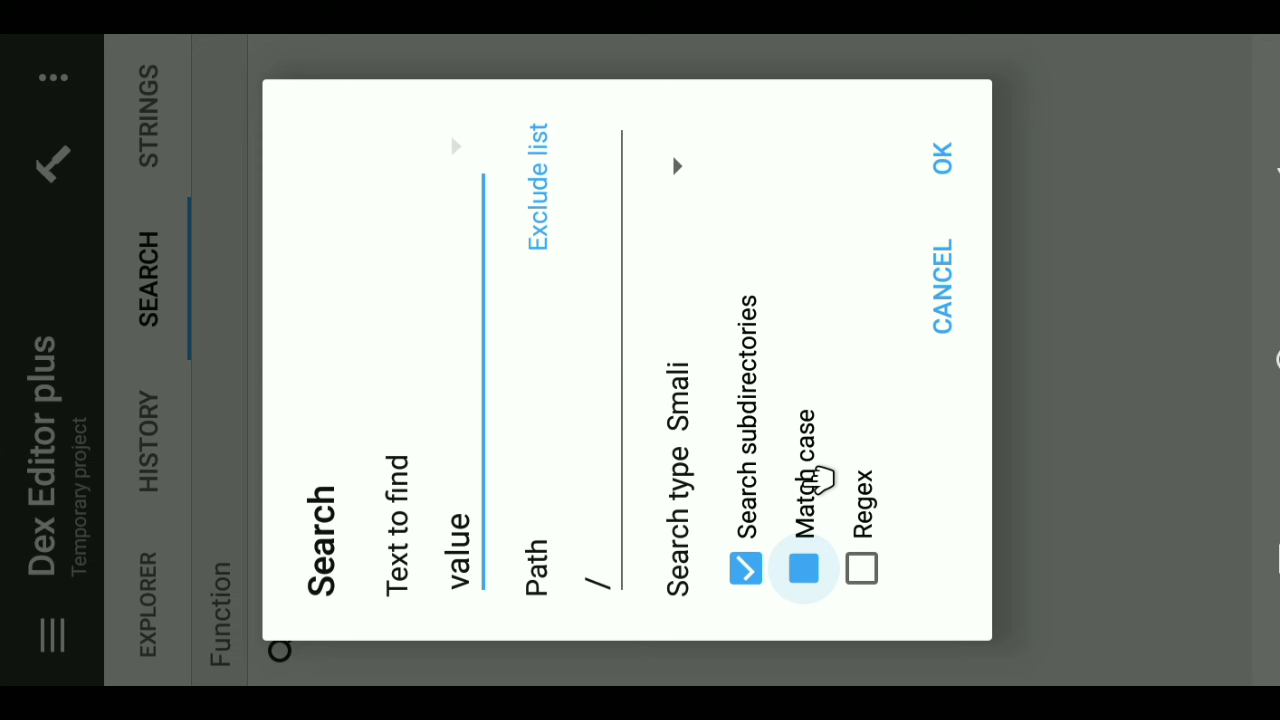 Dex Editor plus
Temporary project
EXPLORER HISTORY SEARCH STRINGS
Function
Search
Text to find
value
Path Exclude list
/
Search type Smali
Search subdirectories
Match case
Regex
CANCEL OK